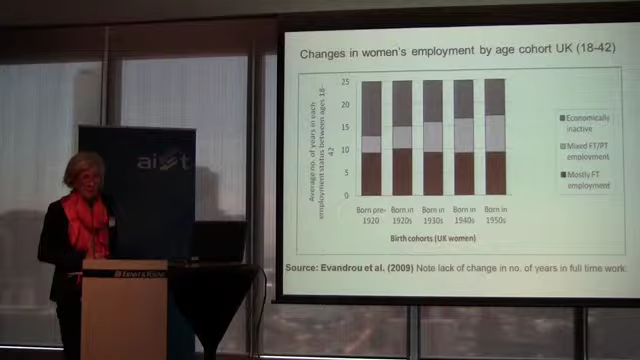 Changes in women's employment by age cohort UK (18-42)
Average no. of years in each
employment status between ages 18-
42
25
20
15
10
5
0
Born pre-
1920
Born in
1920s
Born in
1930s
Born in
1940s
Born in
1950s
Birth cohorts (UK women)
Economically
inactive
Mixed FT/PT
employment
Mostly FT
employment
Source: Evandrou et al. (2009) Note lack of change in no. of years in full time work.